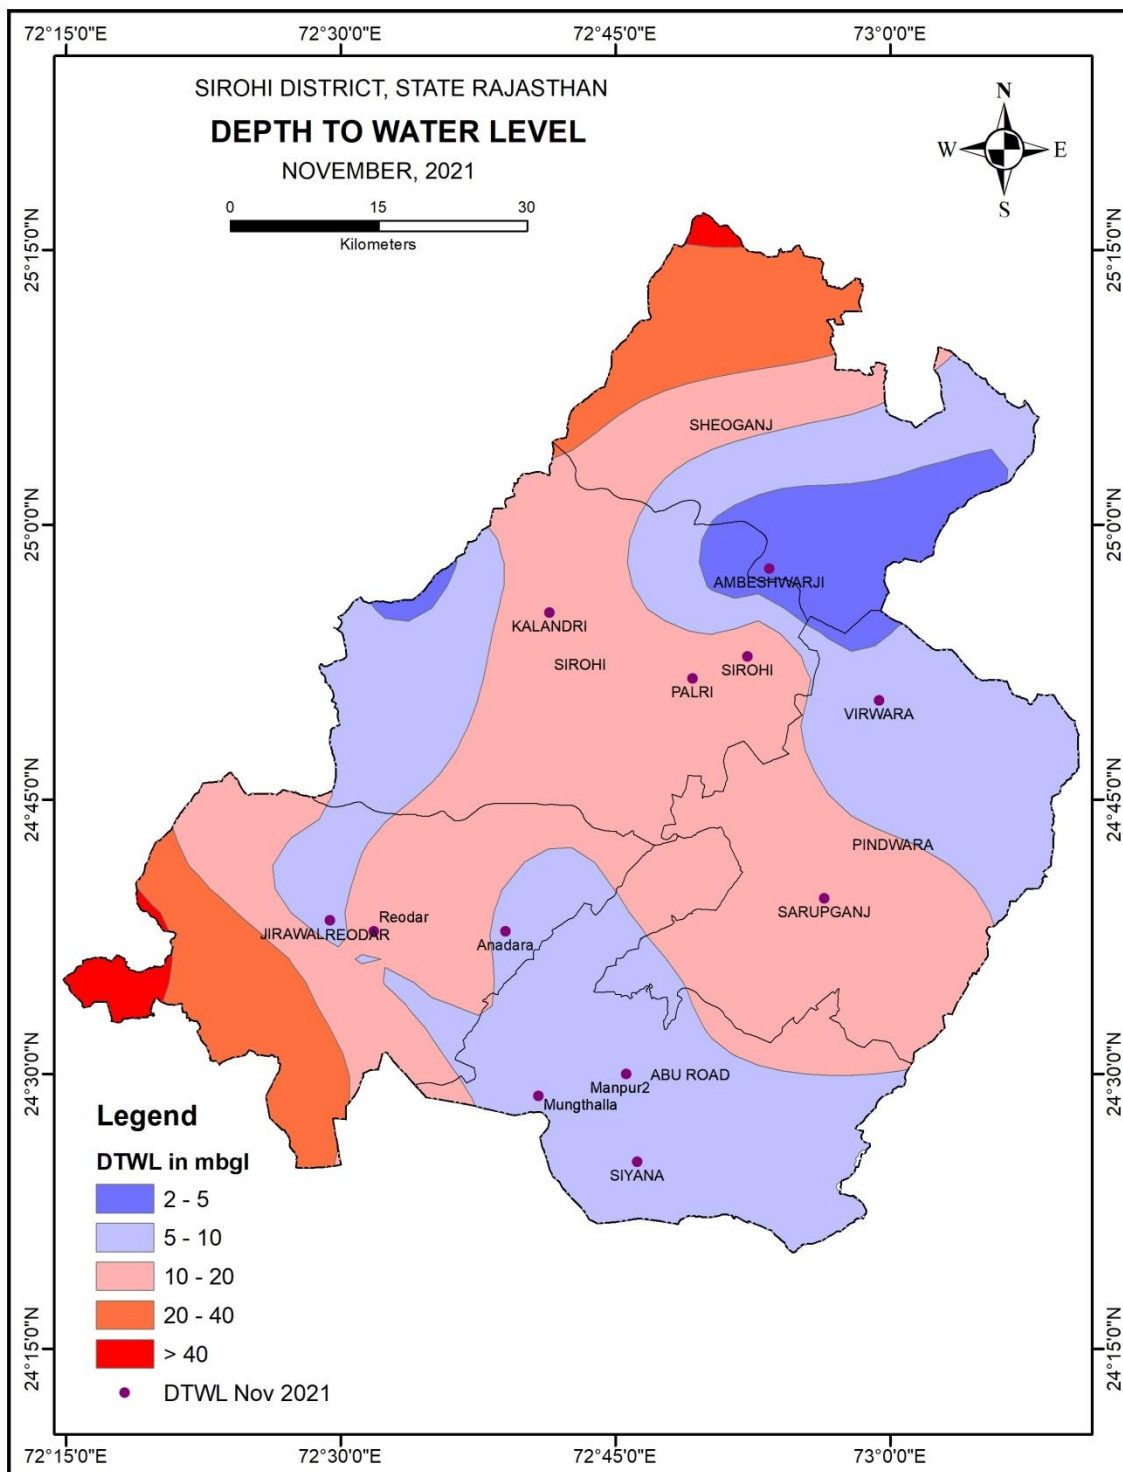 72°15'0"E 72°30'0"E 72°45'0"E 73°0'0"E
SIROHI DISTRICT, STATE RAJASTHAN
DEPTH TO WATER LEVEL
NOVEMBER, 2021
0 15 30
Kilometers
N
W E
S
25°15'0"N 25°15'0"N
SHEOGANJ
25°0'0"N 25°0'0"N
AMBESHWARJI
KALANDRI
SIROHI
SIROHI
PALRI
VIRWARA
24°45'0"N 24°45'0"N
PINDWARA
SARUPGANJ
Reodar
JIRAWALREODAR
Anadara
24°30'0"N 24°30'0"N
ABU ROAD
Manpur2
Mungthalla
SIYANA
Legend
DTWL in mbgl
2 - 5
5 - 10
10 - 20
20 - 40
> 40
DTWL Nov 2021
24°15'0"N 24°15'0"N
72°15'0"E 72°30'0"E 72°45'0"E 73°0'0"E